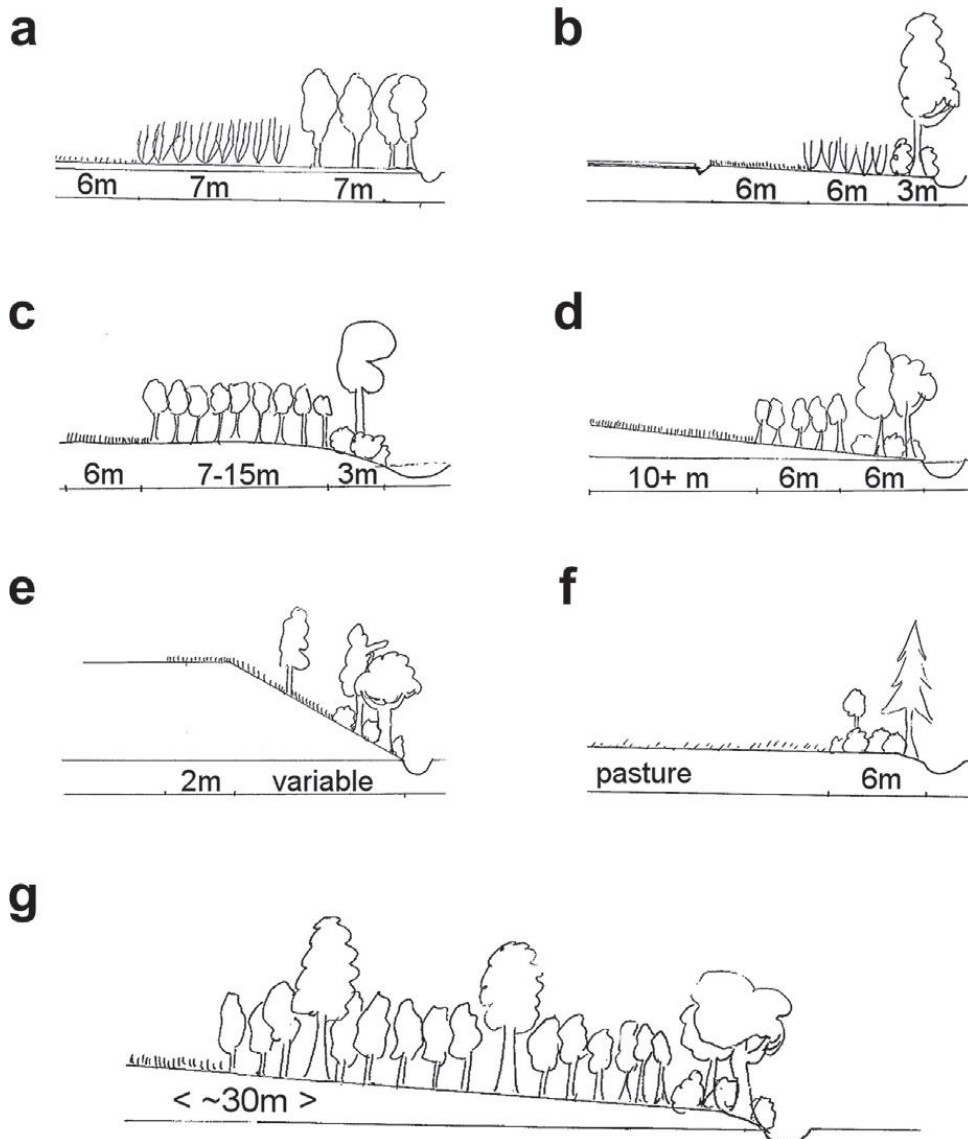 a
b
6m 7m 7m
6m 6m 3m
c
d
6m 7-15m 3m
10+ m 6m 6m
e
f
2m variable
pasture 6m
g
< ~30m >